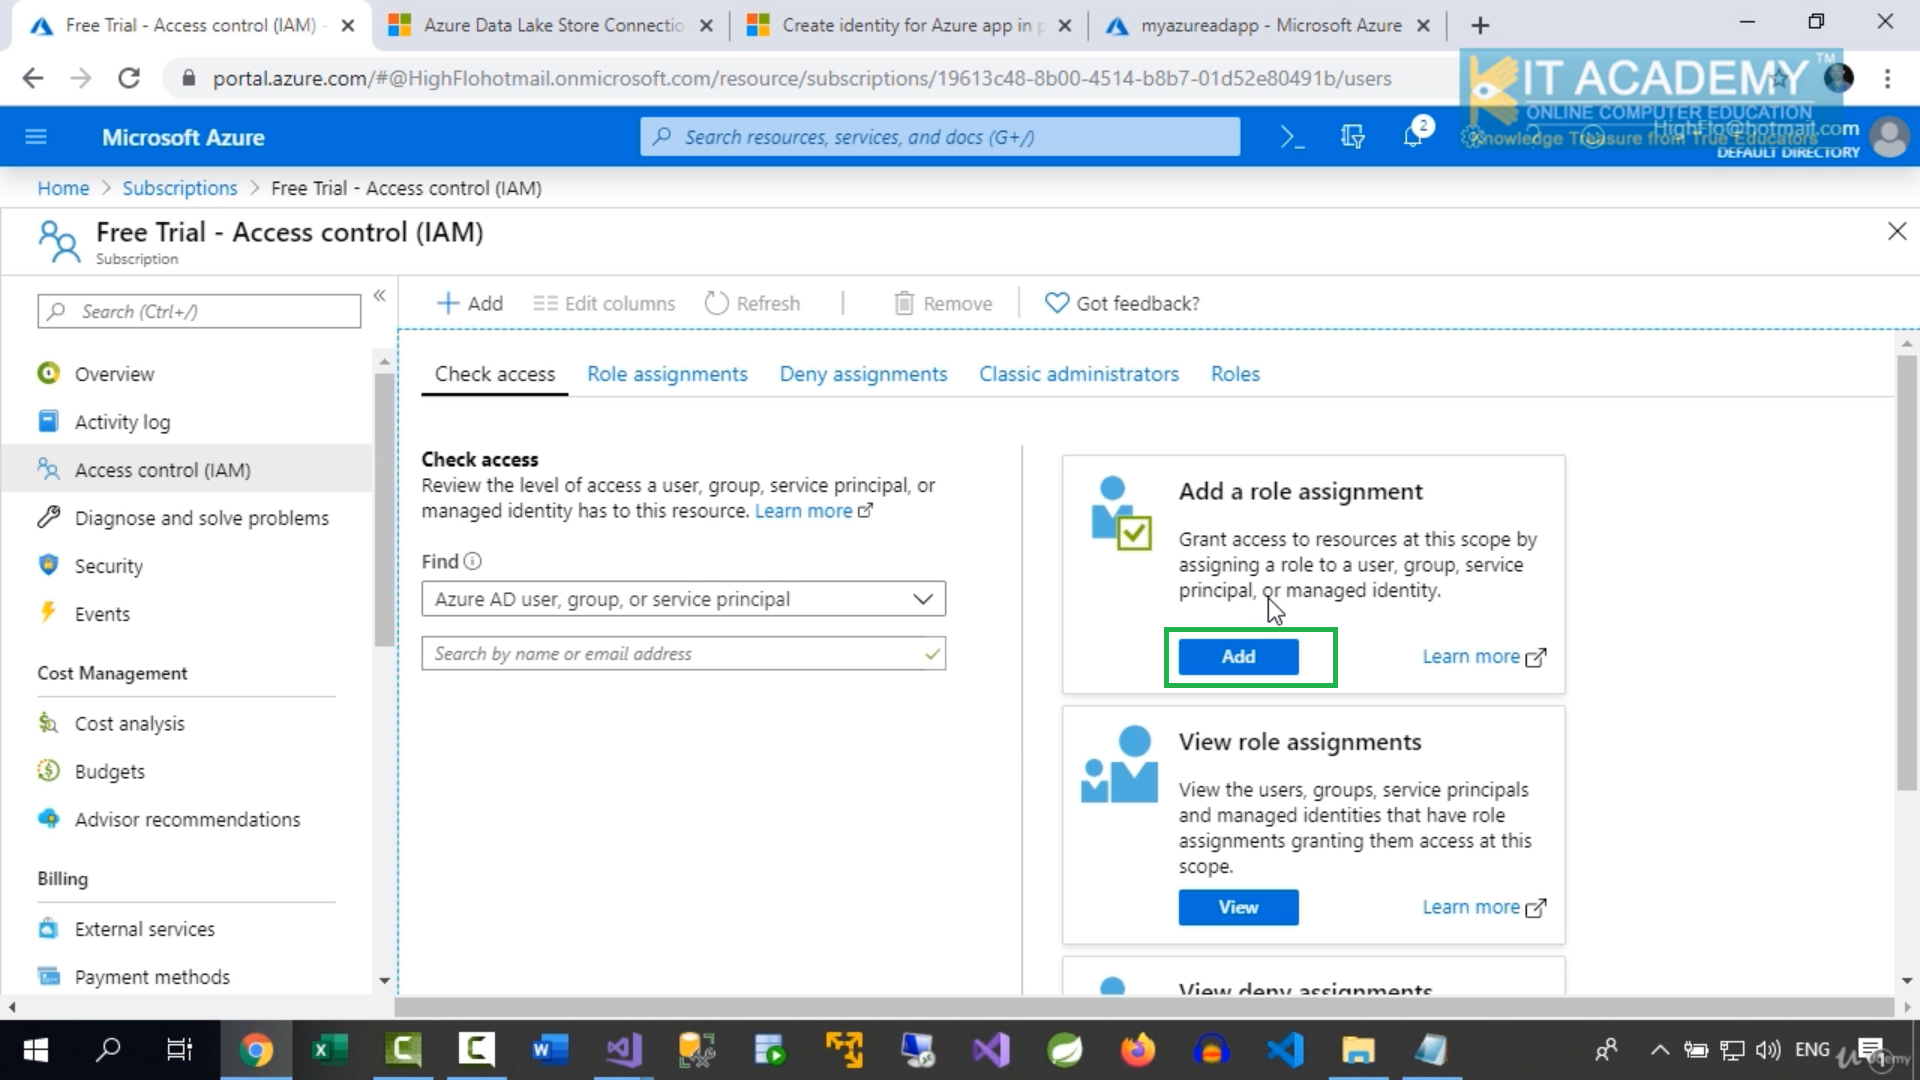 Free Trial - Access control (IAM) -
Azure Data Lake Store Connectio
Create identity for Azure app in p
myazureadapp - Microsoft Azure
portal.azure.com/#@HighFlohotmail.onmicrosoft.com/resource/subscriptions/19613c48-8b00-4514-b8b7-01d52e80491b/users
KIT ACADEMY™
ONLINE COMPUTER EDUCATION
Knowledge Treasure from True Educators
Microsoft Azure
Search resources, services, and docs (G+/)
2
HighFlo@hotmail.com
DEFAULT DIRECTORY
Home > Subscriptions > Free Trial - Access control (IAM)
Free Trial - Access control (IAM)
Subscription
Search (Ctrl+/)
Overview
Activity log
Access control (IAM)
Diagnose and solve problems
Security
Events
Cost Management
Cost analysis
Budgets
Advisor recommendations
Billing
External services
Payment methods
Add
Edit columns
Refresh
Remove
Got feedback?
Check access
Role assignments
Deny assignments
Classic administrators
Roles
Check access
Review the level of access a user, group, service principal, or
managed identity has to this resource. Learn more
Find
Azure AD user, group, or service principal
Search by name or email address
Add a role assignment
Grant access to resources at this scope by
assigning a role to a user, group, service
principal, or managed identity.
Add
Learn more
View role assignments
View the users, groups, service principals
and managed identities that have role
assignments granting them access at this
scope.
View
Learn more
View deny assignments
ENG
udemy